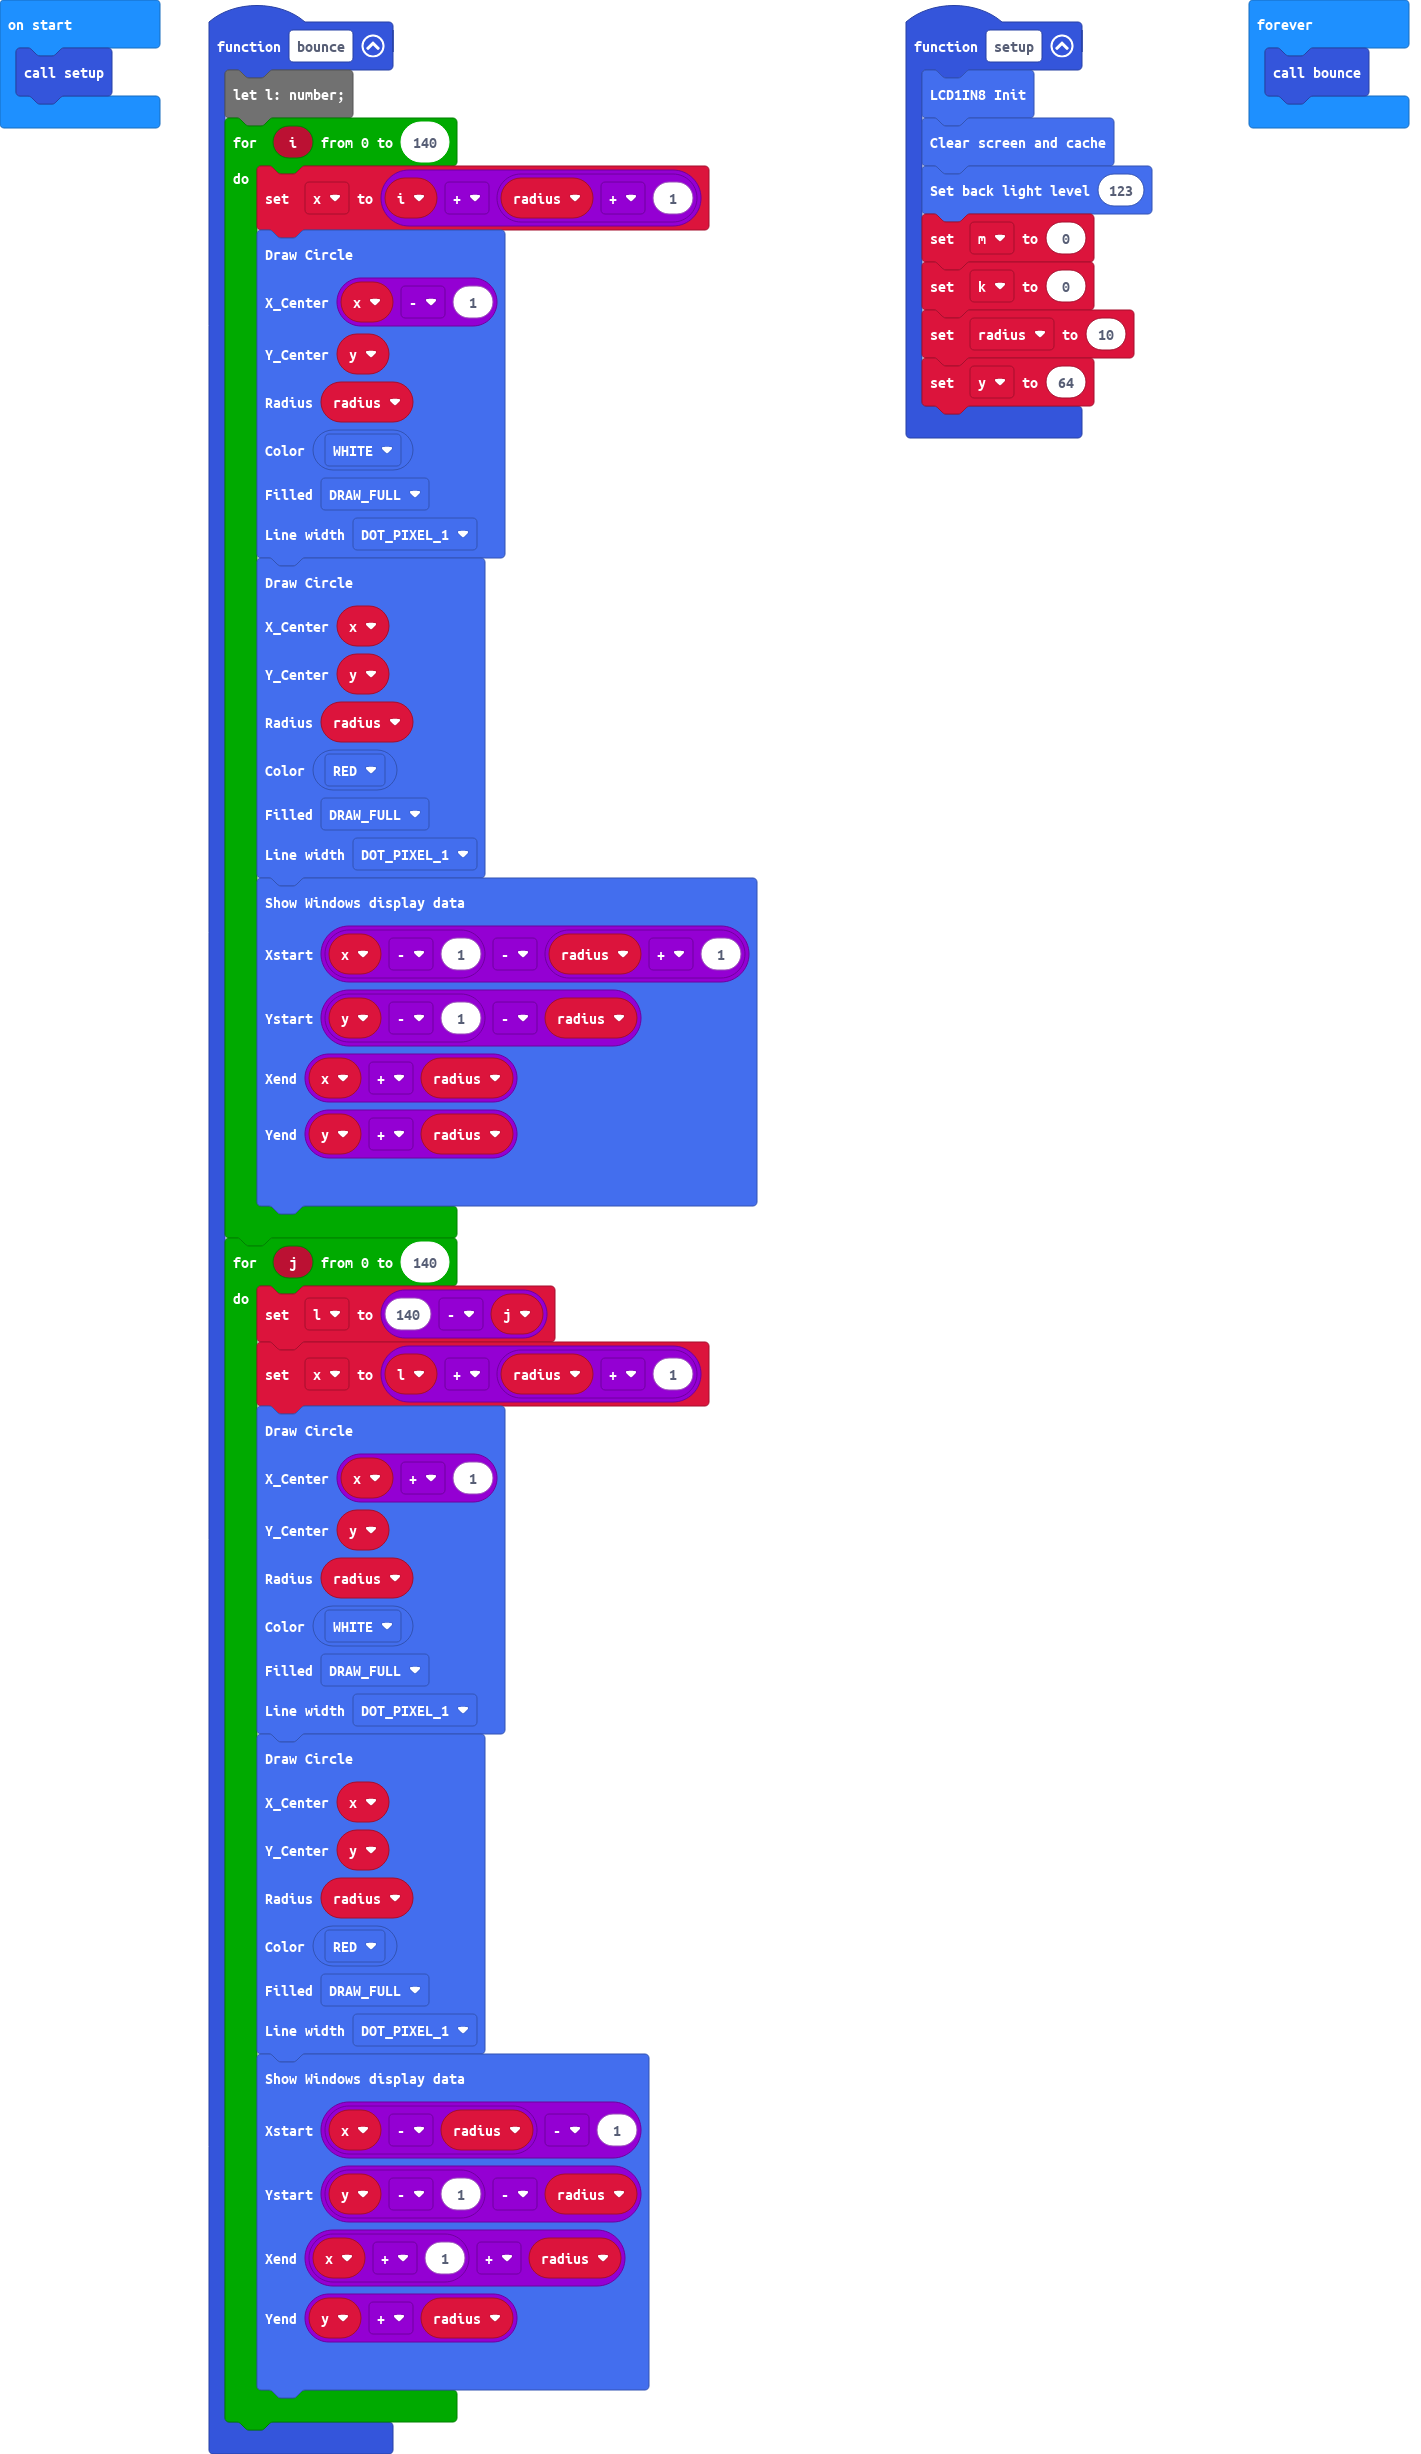 on start
call setup
function bounce
let l: number;
for i from 0 to 140
do
set x to i + radius + 1
Draw Circle
X_Center x - 1
Y_Center y
Radius radius
Color WHITE
Filled DRAW_FULL
Line width DOT_PIXEL_1
Draw Circle
X_Center x
Y_Center y
Radius radius
Color RED
Filled DRAW_FULL
Line width DOT_PIXEL_1
Show Windows display data
Xstart x - 1 - radius + 1
Ystart y - 1 - radius
Xend x + radius
Yend y + radius
for j from 0 to 140
do
set l to 140 - j
set x to l + radius + 1
Draw Circle
X_Center x + 1
Y_Center y
Radius radius
Color WHITE
Filled DRAW_FULL
Line width DOT_PIXEL_1
Draw Circle
X_Center x
Y_Center y
Radius radius
Color RED
Filled DRAW_FULL
Line width DOT_PIXEL_1
Show Windows display data
Xstart x - radius - 1
Ystart y - 1 - radius
Xend x + 1 + radius
Yend y + radius
function setup
LCD1IN8 Init
Clear screen and cache
Set back light level 123
set m to 0
set k to 0
set radius to 10
set y to 64
forever
call bounce